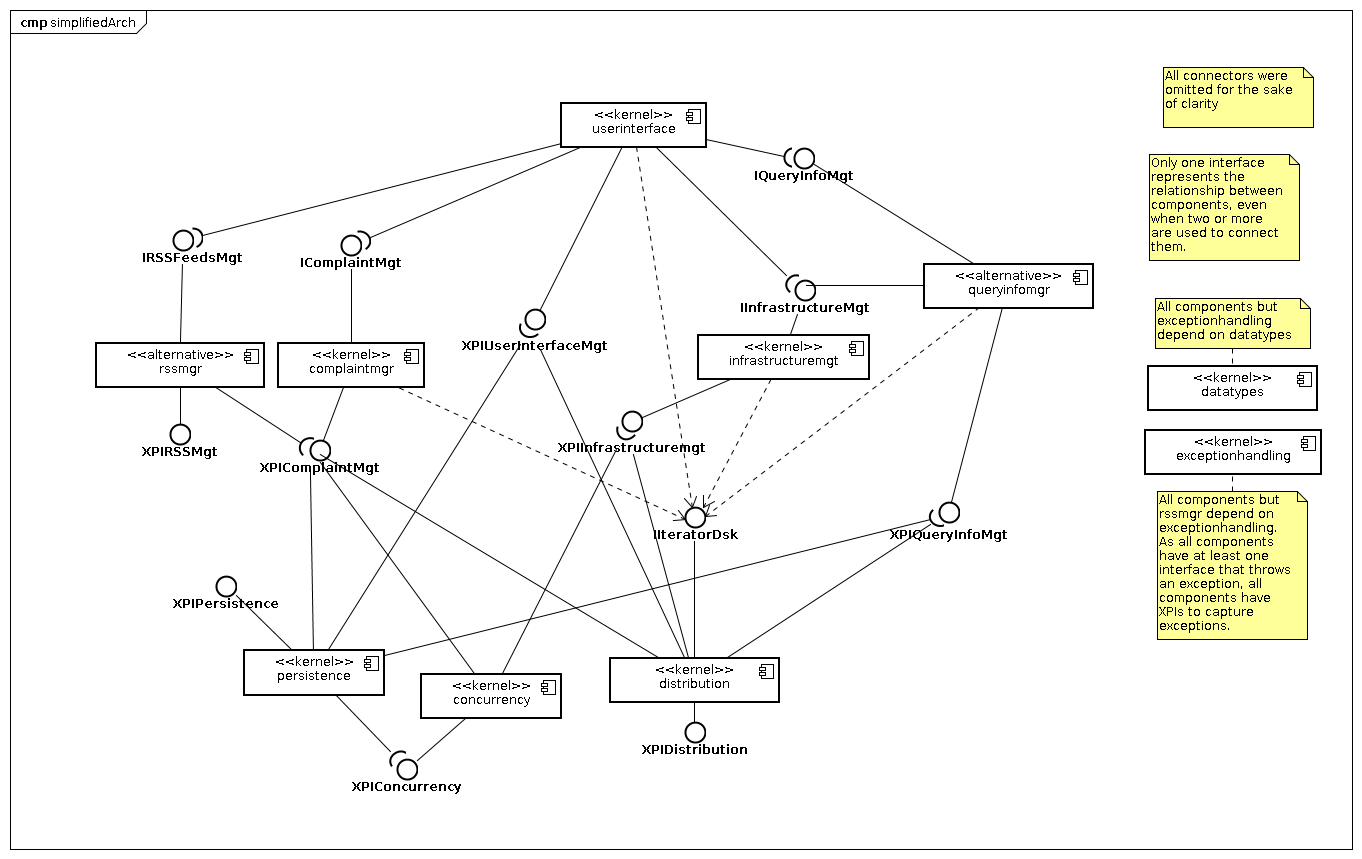 cmp simplifiedArch
All connectors were
omitted for the sake
of clarity
<<kernel>>
userinterface
IQueryInfoMgt
Only one interface
represents the
relationship between
components, even
when two or more
are used to connect
them.
IRSSFeedsMgt
IComplaintMgt
<<alternative>>
queryinfomgr
IInfrastructureMgt
XPIUserInterfaceMgt
All components but
exceptionhandling
depend on datatypes
<<alternative>>
rssmgr
<<kernel>>
complaintmgr
<<kernel>>
infrastructuremgt
<<kernel>>
datatypes
XPIRSSMgt
XPIComplaintMgt
XPIInfrastructuremgt
<<kernel>>
exceptionhandling
IIteratorDsk
XPIQueryInfoMgt
All components but
rssmgr depend on
exceptionhandling.
As all components
have at least one
interface that throws
an exception, all
components have
XPIs to capture
exceptions.
XPIPersistence
<<kernel>>
persistence
<<kernel>>
concurrency
<<kernel>>
distribution
XPIDistribution
XPIConcurrency